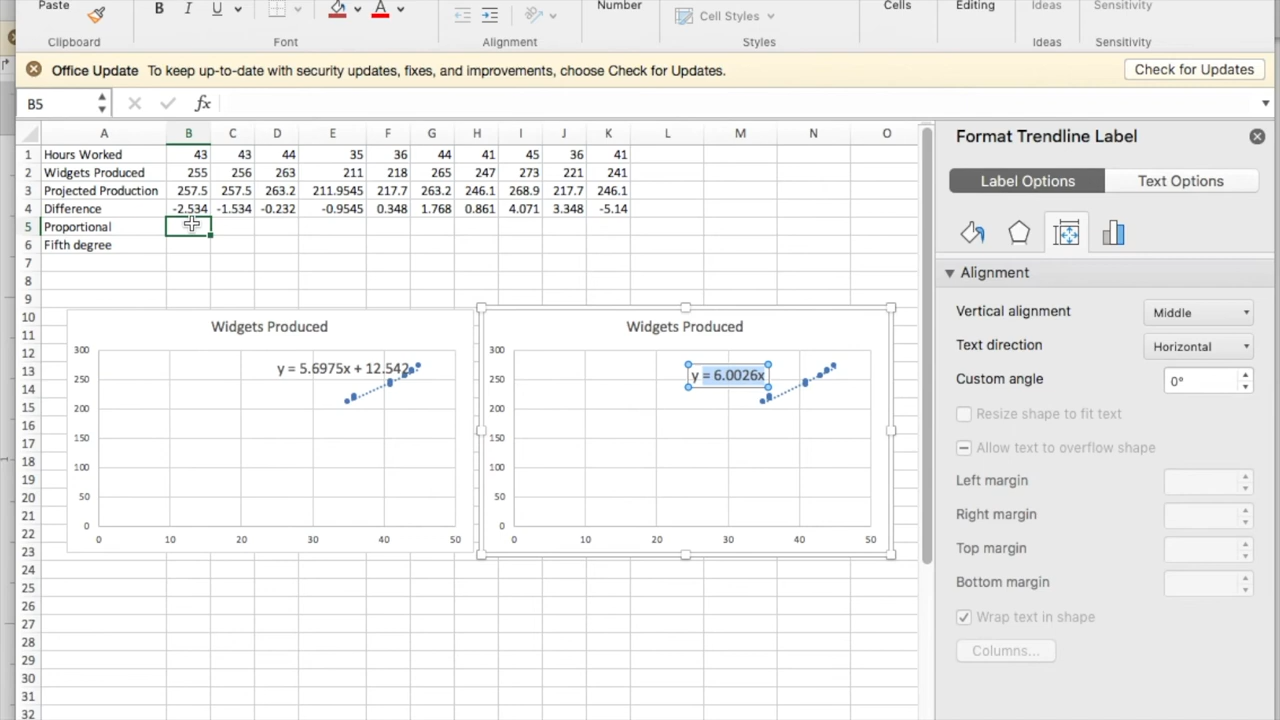 Paste B I U A Number Cell Styles Cells Editing Ideas Sensitivity
Clipboard Font Alignment Styles Ideas Sensitivity
Office Update To keep up-to-date with security updates, fixes, and improvements, choose Check for Updates. Check for Updates
B5 fx
A B C D E F G H I J K L M N O
1 Hours Worked 43 43 44 35 36 44 41 45 36 41
2 Widgets Produced 255 256 263 211 218 265 247 273 221 241
3 Projected Production 257.5 257.5 263.2 211.9545 217.7 263.2 246.1 268.9 217.7 246.1
4 Difference -2.534 -1.534 -0.232 -0.9545 0.348 1.768 0.861 4.071 3.348 -5.14
5 Proportional
6 Fifth degree
7
8
9
10
11
12
13
14
15
16
17
18
19
20
21
22
23
24
25
26
27
28
29
30
31
32
Widgets Produced
y = 5.6975x + 12.542
300
250
200
150
100
50
0
0 10 20 30 40 50
Widgets Produced
y = 6.0026x
300
250
200
150
100
50
0
0 10 20 30 40 50
Format Trendline Label
Label Options Text Options
Alignment
Vertical alignment Middle
Text direction Horizontal
Custom angle 0°
Resize shape to fit text
Allow text to overflow shape
Left margin
Right margin
Top margin
Bottom margin
Wrap text in shape
Columns...